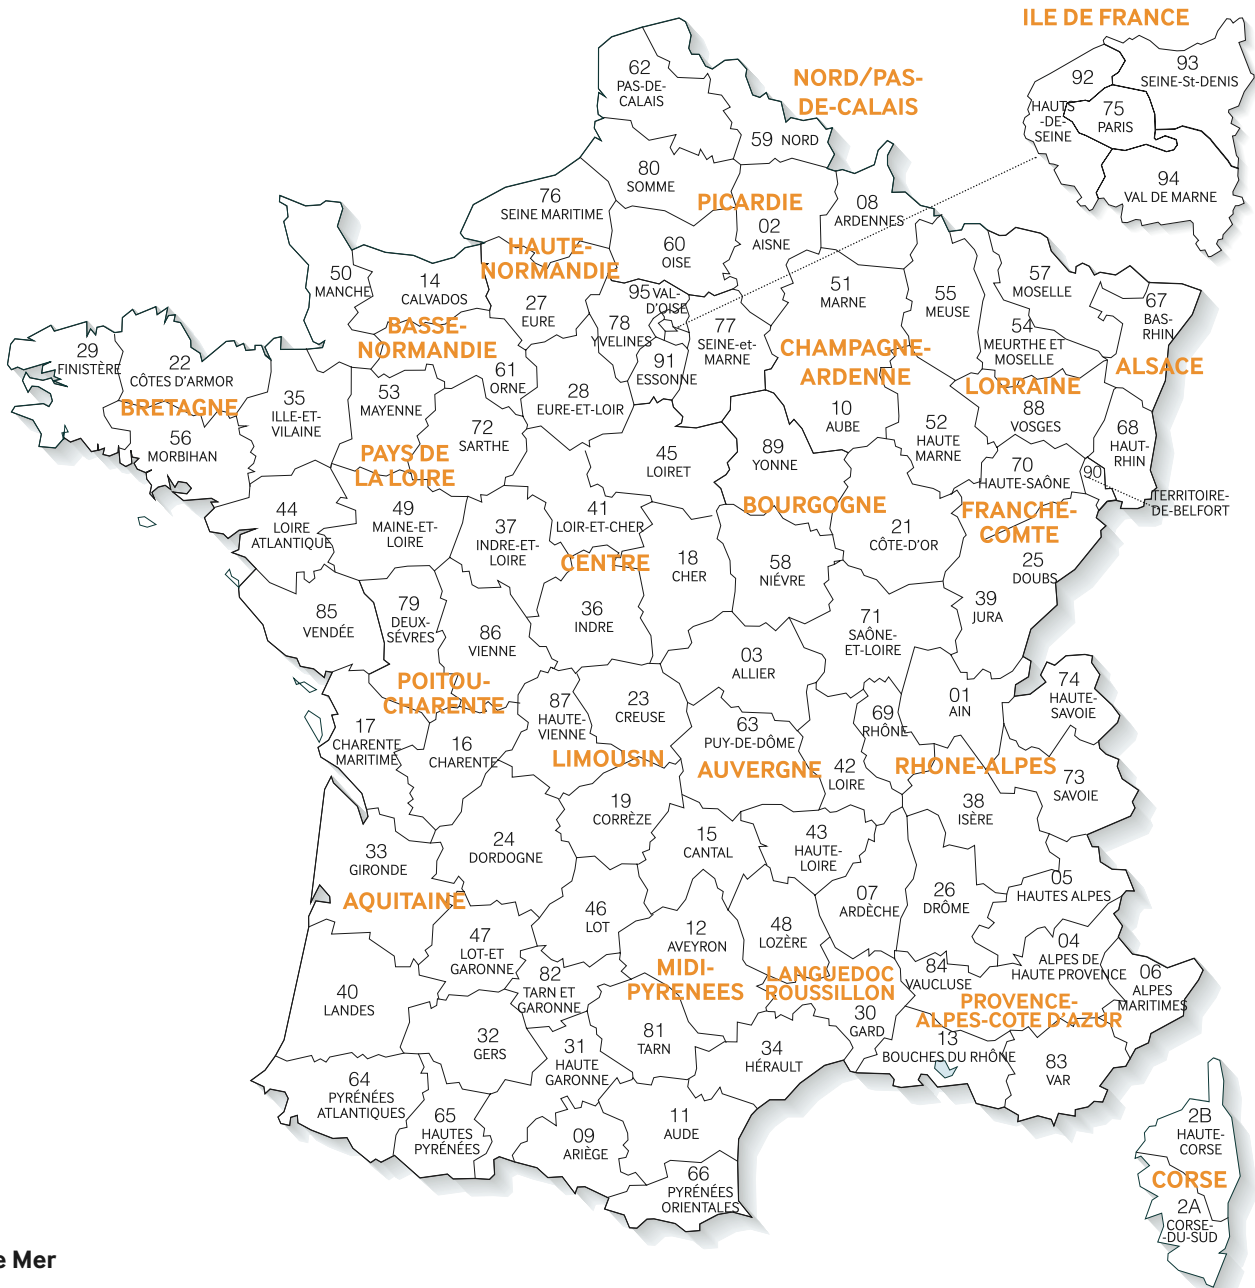 ILE DE FRANCE
93
SEINE-St-DENIS
92
HAUTS
-DE-
SEINE
75
PARIS
94
VAL DE MARNE
62
PAS-DE-
CALAIS
NORD/PAS-
DE-CALAIS
59 NORD
80
SOMME
PICARDIE
76
SEINE MARITIME
08
ARDENNES
02
AISNE
60
OISE
HAUTE-
NORMANDIE
50
MANCHE
14
CALVADOS
27
EURE
95 VAL-
D'OISE
78
YVELINES
77
SEINE-et-
MARNE
91
ESSONNE
51
MARNE
55
MEUSE
57
MOSELLE
54
MEURTHE ET
MOSELLE
67
BAS-
RHIN
ALSACE
BASSE-
NORMANDIE
CHAMPAGNE-
ARDENNE
LORRAINE
29
FINISTÈRE
22
CÔTES D'ARMOR
BRETAGNE
56
MORBIHAN
35
ILLE-ET-
VILAINE
53
MAYENNE
61
ORNE
28
EURE-ET-LOIR
72
SARTHE
PAYS DE
LA LOIRE
10
AUBE
52
HAUTE
MARNE
88
VOSGES
68
HAUT-
RHIN
45
LOIRET
89
YONNE
70
HAUTE-SAÔNE
90
TERRITOIRE-
DE-BELFORT
BOURGOGNE
FRANCHE-
COMTE
44
LOIRE
ATLANTIQUE
49
MAINE-ET-
LOIRE
37
INDRE-ET-
LOIRE
41
LOIR-ET-CHER
CENTRE
18
CHER
58
NIÉVRE
21
CÔTE-D'OR
25
DOUBS
39
JURA
85
VENDÉE
79
DEUX-
SÉVRES
86
VIENNE
36
INDRE
71
SAÔNE-
ET-LOIRE
03
ALLIER
POITOU-
CHARENTE
87
HAUTE-
VIENNE
23
CREUSE
01
AIN
74
HAUTE-
SAVOIE
17
CHARENTE
MARITIME
16
CHARENTE
LIMOUSIN
63
PUY-DE-DÔME
AUVERGNE
69
RHÔNE
42
LOIRE
RHONE-ALPES
73
SAVOIE
19
CORRÈZE
38
ISÈRE
24
DORDOGNE
15
CANTAL
43
HAUTE-
LOIRE
33
GIRONDE
AQUITAINE
07
ARDÈCHE
26
DRÔME
05
HAUTES ALPES
46
LOT
12
AVEYRON
48
LOZÈRE
47
LOT-ET
GARONNE
82
TARN ET
GARONNE
MIDI-
PYRENEES
LANGUEDOC
ROUSSILLON
84
VAUCLUSE
04
ALPES DE
HAUTE PROVENCE
06
ALPES
MARITIMES
PROVENCE-
ALPES-COTE D'AZUR
40
LANDES
32
GERS
31
HAUTE
GARONNE
81
TARN
34
HÉRAULT
30
GARD
13
BOUCHES DU RHÔNE
83
VAR
64
PYRÉNÉES
ATLANTIQUES
65
HAUTES
PYRÉNÉES
09
ARIÈGE
11
AUDE
66
PYRÉNÉES
ORIENTALES
2B
HAUTE-
CORSE
CORSE
2A
CORSE-
-DU-SUD
e Mer